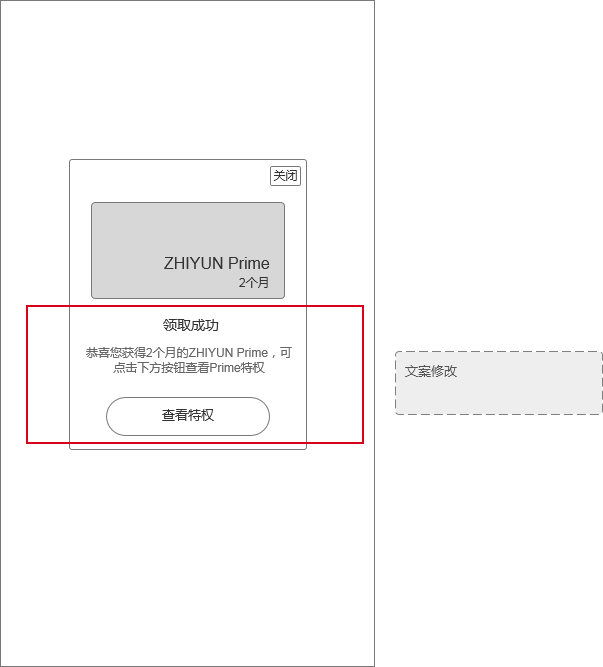 关闭
ZHIYUN Prime
2个月
领取成功
恭喜您获得2个月的ZHIYUN Prime，可
点击下方按钮查看Prime特权
查看特权
文案修改